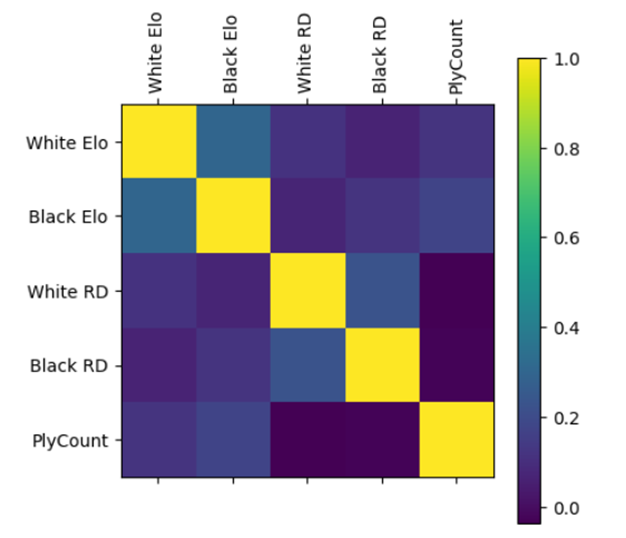 White Elo
Black Elo
White RD
Black RD
PlyCount
White Elo
Black Elo
White RD
Black RD
PlyCount
1.0
0.8
0.6
0.4
0.2
0.0